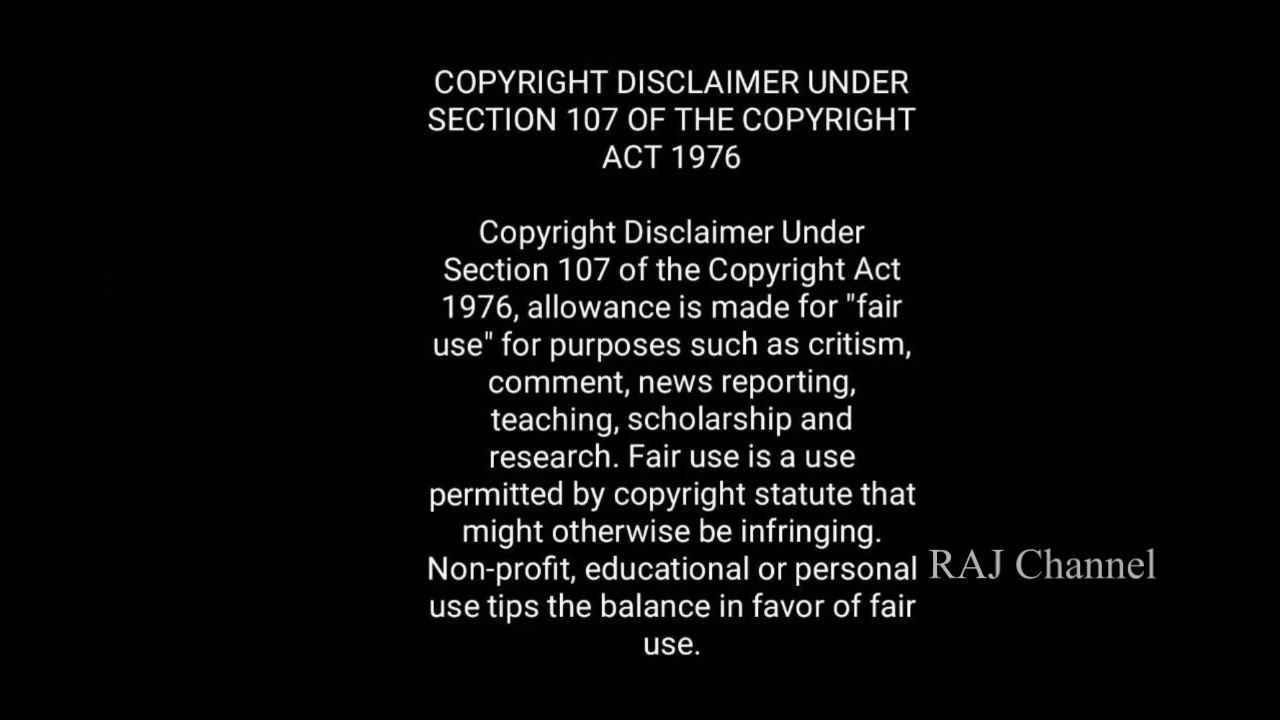 COPYRIGHT DISCLAIMER UNDER
SECTION 107 OF THE COPYRIGHT
ACT 1976
Copyright Disclaimer Under
Section 107 of the Copyright Act
1976, allowance is made for "fair
use" for purposes such as critism,
comment, news reporting,
teaching, scholarship and
research. Fair use is a use
permitted by copyright statute that
might otherwise be infringing.
Non-profit, educational or personal
use tips the balance in favor of fair
use.
RAJ Channel